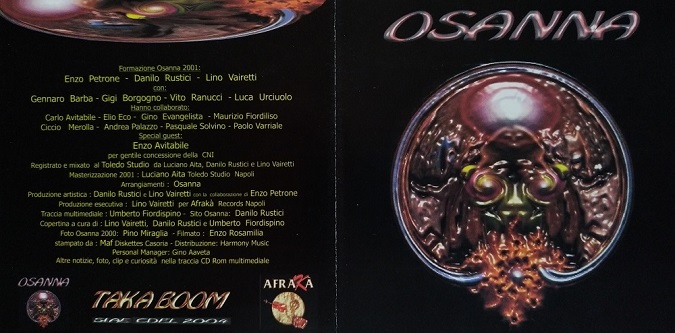 Formazione Osanna 2001:
Enzo Petrone - Danilo Rustici - Lino Vairetti
con:
Gennaro Barba - Gigi Borgogno - Vito Ranucci - Luca Urciuolo
Hanno collaborato:
Carlo Avitabile - Elio Eco - Gino Evangelista - Maurizio Fiordiliso
Ciccio Merolla - Andrea Palazzo - Pasquale Solvino - Paolo Varriale
Special guest:
Enzo Avitabile
per gentile concessione della CNI
Registrato e mixato al Toledo Studio da Luciano Aita, Danilo Rustici e Lino Vairetti
Masterizzazione 2001 : Luciano Aita Toledo Studio Napoli
Arrangiamenti : Osanna
Produzione artistica : Danilo Rustici e Lino Vairetti con la collaborazione di Enzo Petrone
Produzione esecutiva : Lino Vairetti per Afrakà Records Napoli
Traccia multimediale : Umberto Fiordispino - Sito Osanna: Danilo Rustici
Copertina a cura di : Lino Vairetti, Danilo Rustici e Umberto Fiordispino
Foto Osanna 2000: Pino Miraglia - Filmato : Enzo Rosamilia
stampato da : Maf Diskettes Casoria - Distribuzione: Harmony Music
Personal Manager: Gino Aaveta
Altre notizie, foto, clip e curiosità nella traccia CD Rom multimediale
OSANNA
TAKA BOOM
SIAE CDEL 2004
AFRAKA
OSANNA